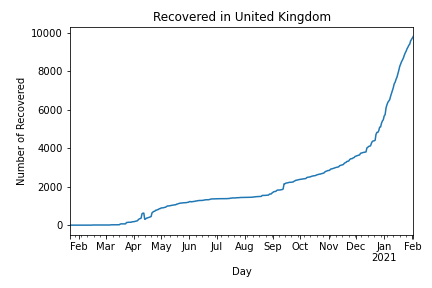 Recovered in United Kingdom
10000
8000
6000
4000
2000
0
Number of Recovered
Feb Mar Apr May Jun Jul Aug Sep Oct Nov Dec Jan Feb
2021
Day